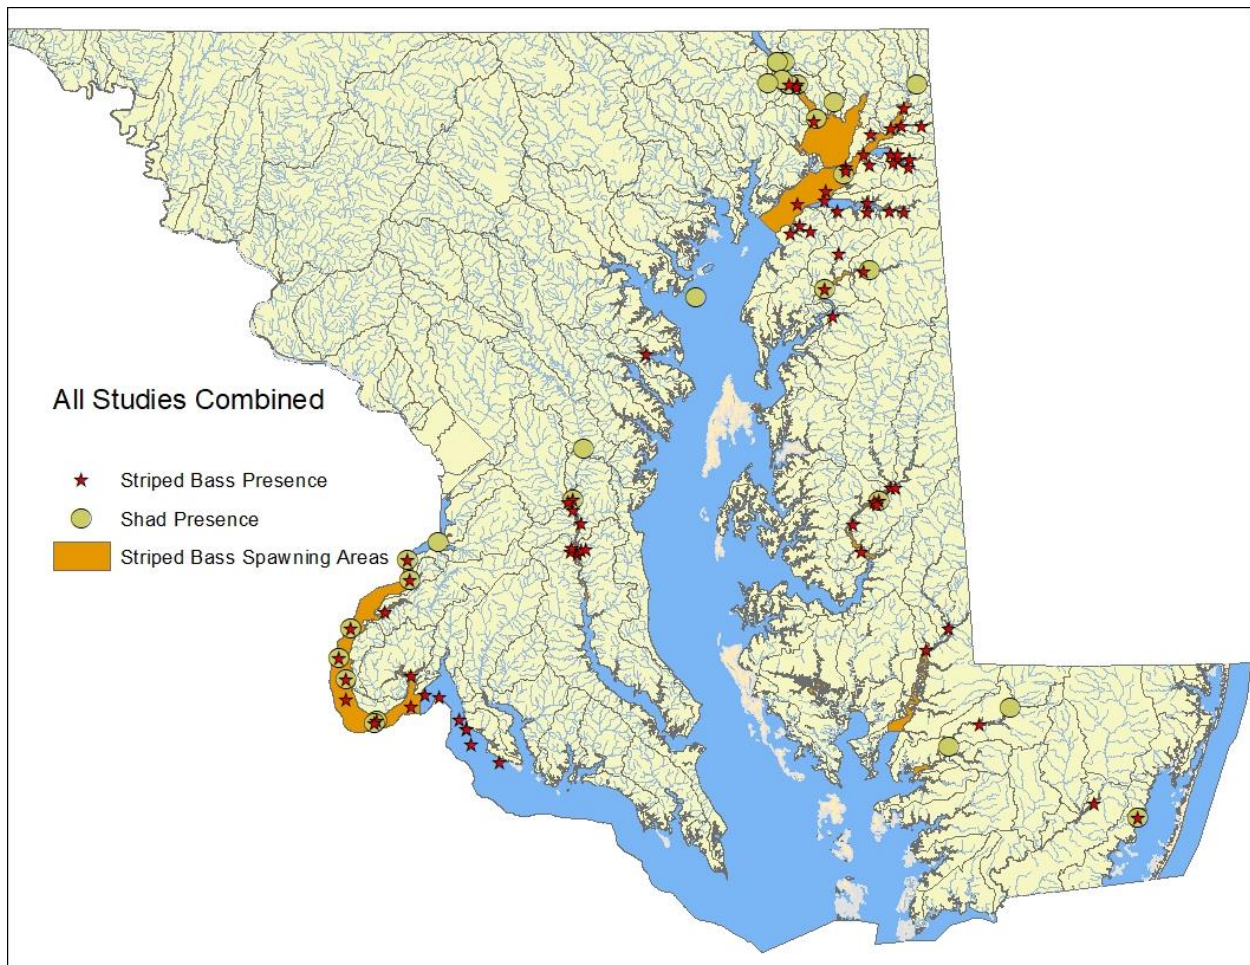 All Studies Combined
Striped Bass Presence
Shad Presence
Striped Bass Spawning Areas